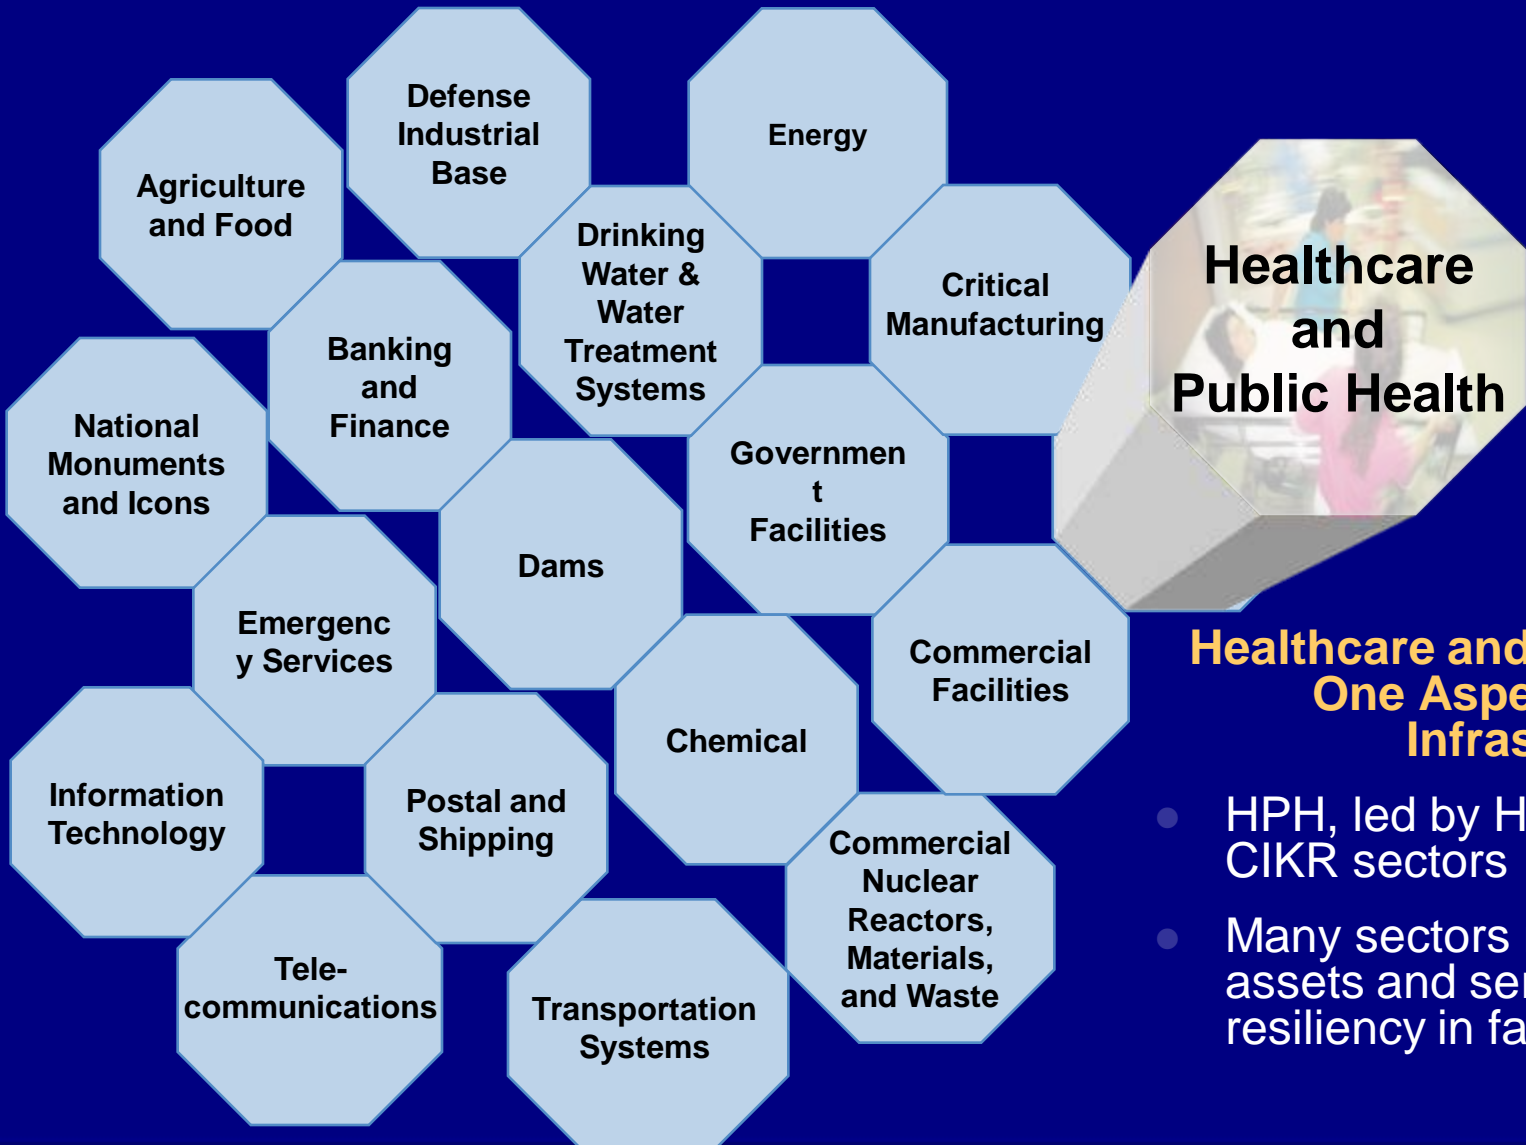 Defense
Industrial
Base
Energy
Agriculture
and Food
Drinking
Water &
Water
Treatment
Systems
Critical
Manufacturing
Healthcare
and
Public Health
Banking
and
Finance
National
Monuments
and Icons
Governmen
t
Facilities
Dams
Emergenc
y Services
Commercial
Facilities
Chemical
Information
Technology
Postal and
Shipping
Commercial
Nuclear
Reactors,
Materials,
and Waste
Tele-
communications
Transportation
Systems
Healthcare and
One Aspe
Infras
HPH, led by H
CIKR sectors
Many sectors
assets and ser
resiliency in fa